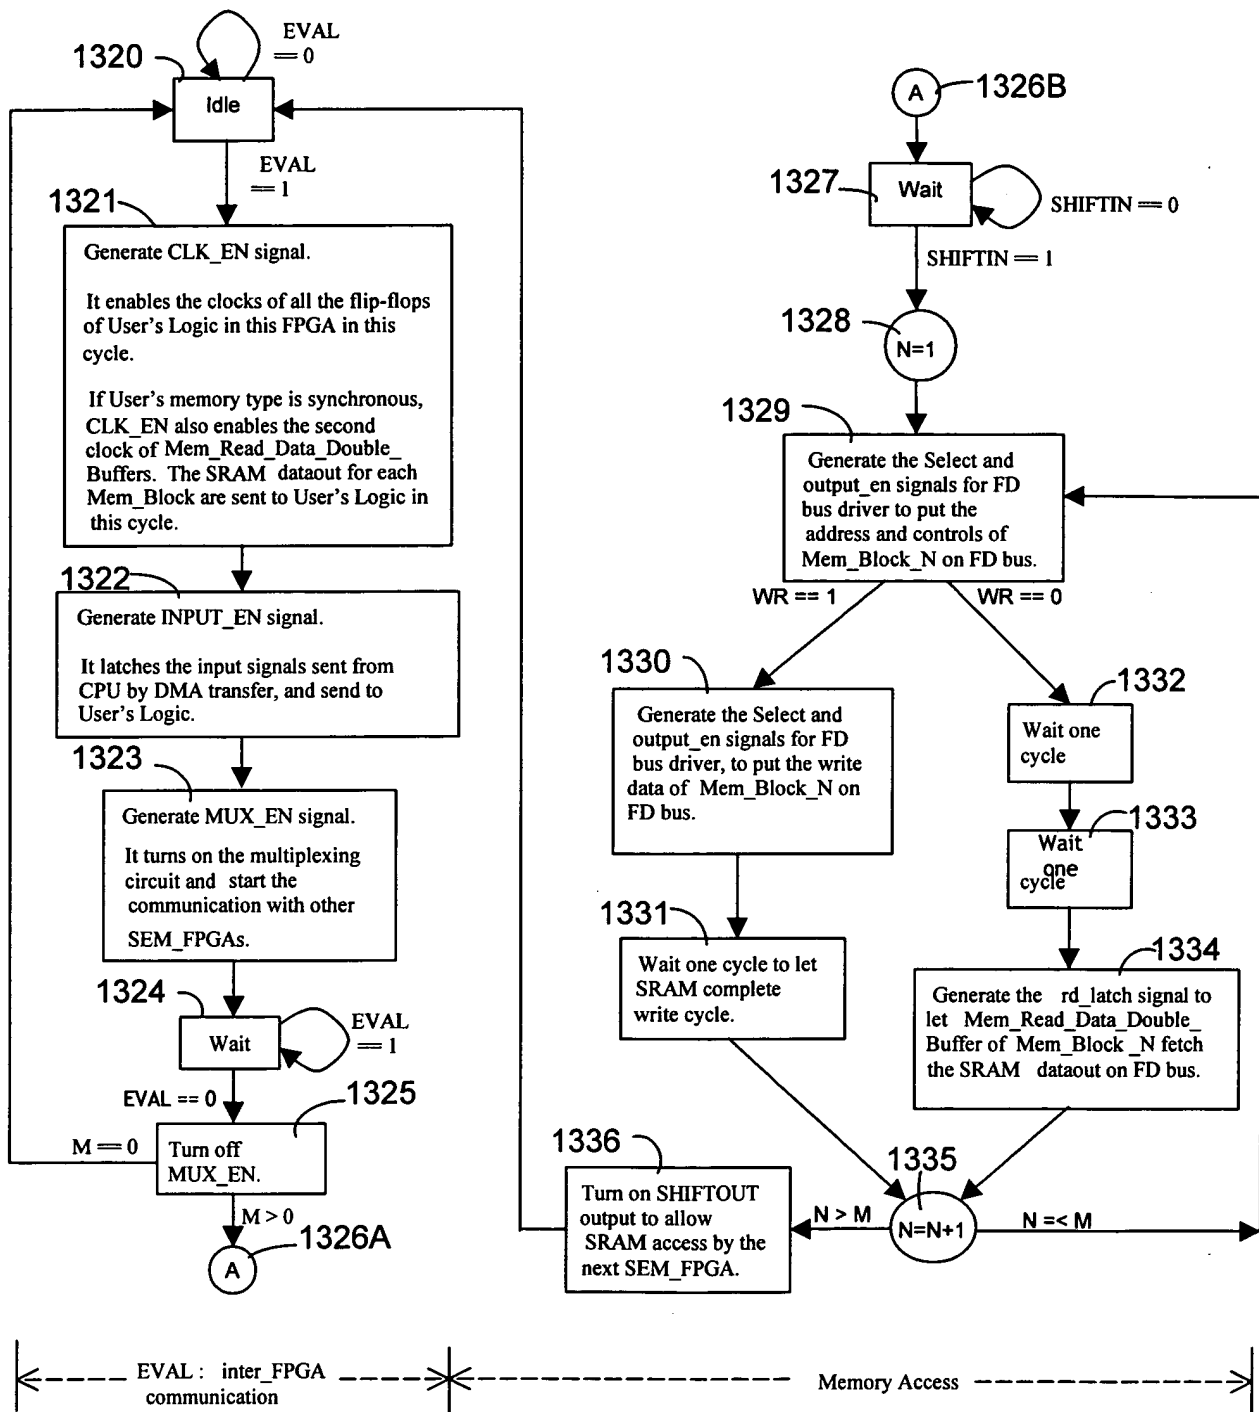 EVAL
== 0
1320
Idle
EVAL
== 1
1321
Generate CLK_EN signal.
It enables the clocks of all the flip-flops
of User's Logic in this FPGA in this
cycle.
If User's memory type is synchronous,
CLK_EN also enables the second
clock of Mem_Read_Data_Double_
Buffers. The SRAM dataout for each
Mem_Block are sent to User's Logic in
this cycle.
1322
Generate INPUT_EN signal.
It latches the input signals sent from
CPU by DMA transfer, and send to
User's Logic.
1323
Generate MUX_EN signal.
It turns on the multiplexing
circuit and start the
communication with other
SEM_FPGAs.
1324
Wait
EVAL
== 1
EVAL == 0
1325
M == 0
Turn off
MUX_EN.
M > 0
1326A
A
A
1326B
1327
Wait
SHIFTIN == 0
SHIFTIN == 1
1328
N=1
1329
Generate the Select and
output_en signals for FD
bus driver to put the
address and controls of
Mem_Block_N on FD bus.
WR == 1
WR == 0
1330
Generate the Select and
output_en signals for FD
bus driver, to put the write
data of Mem_Block_N on
FD bus.
1331
Wait one cycle to let
SRAM complete
write cycle.
1332
Wait one
cycle
1333
Wait
one
cycle
1334
Generate the rd_latch signal to
let Mem_Read_Data_Double_
Buffer of Mem_Block _N fetch
the SRAM dataout on FD bus.
1335
N=N+1
N > M
N =< M
1336
Turn on SHIFTOUT
output to allow
SRAM access by the
next SEM_FPGA.
EVAL : inter_FPGA
communication
Memory Access